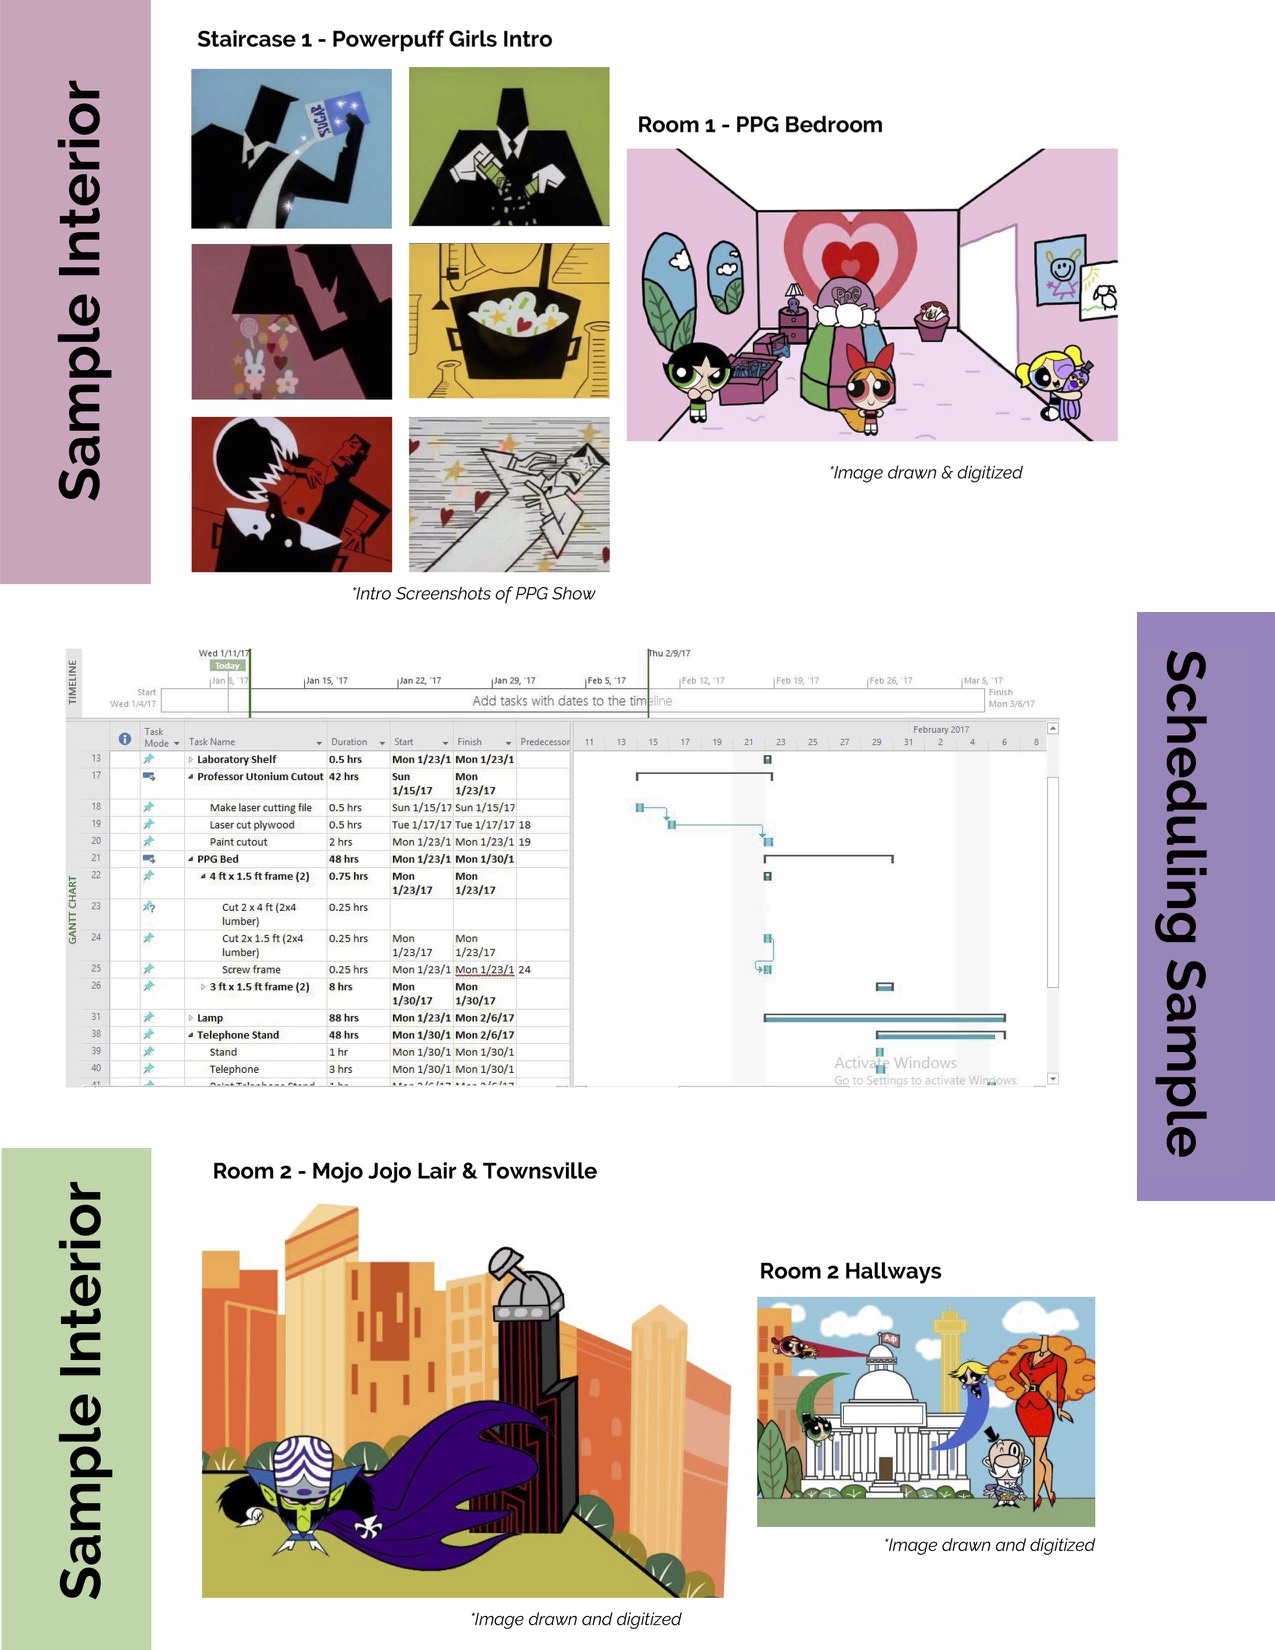 Sample Interior
Staircase 1 - Powerpuff Girls Intro
SUGAR
*Intro Screenshots of PPG Show
Room 1 - PPG Bedroom
PPG
*Image drawn & digitized
Scheduling Sample
TIMELINE
Wed 1/11/17 Thu 2/9/17
Today
Jan 8, '17 Jan 15, '17 Jan 22, '17 Jan 29, '17 Feb 5, '17 Feb 12, '17 Feb 19, '17 Feb 26, '17 Mar 5, '17
Start Finish
Wed 1/4/17 Add tasks with dates to the timeline Mon 3/6/17
GANTT CHART
Task Mode Task Name Duration Start Finish Predecessor
February 2017
11 13 15 17 19 21 23 25 27 29 31 2 4 6 8
13 Laboratory Shelf 0.5 hrs Mon 1/23/1 Mon 1/23/1
17 Professor Utonium Cutout 42 hrs Sun 1/15/17 Mon 1/23/17
18 Make laser cutting file 0.5 hrs Sun 1/15/17 Sun 1/15/17
19 Laser cut plywood 0.5 hrs Tue 1/17/17 Tue 1/17/17 18
20 Paint cutout 2 hrs Mon 1/23/1 Mon 1/23/1 19
21 PPG Bed 48 hrs Mon 1/23/1 Mon 1/30/1
22 4 ft x 1.5 ft frame (2) 0.75 hrs Mon 1/23/17 Mon 1/23/17
23 Cut 2 x 4 ft (2x4 lumber) 0.25 hrs
24 Cut 2x 1.5 ft (2x4 lumber) 0.25 hrs Mon 1/23/17 Mon 1/23/17
25 Screw frame 0.25 hrs Mon 1/23/1 Mon 1/23/1 24
26 3 ft x 1.5 ft frame (2) 8 hrs Mon 1/30/17 Mon 1/30/17
31 Lamp 88 hrs Mon 1/23/1 Mon 2/6/17
38 Telephone Stand 48 hrs Mon 1/30/1 Mon 2/6/17
39 Stand 1 hr Mon 1/30/1 Mon 1/30/1
40 Telephone 3 hrs Mon 1/30/1 Mon 1/30/1
Activate Windows
Go to Settings to activate Windows.
Sample Interior
Room 2 - Mojo Jojo Lair & Townsville
*Image drawn and digitized
Room 2 Hallways
ΑΦ
*Image drawn and digitized